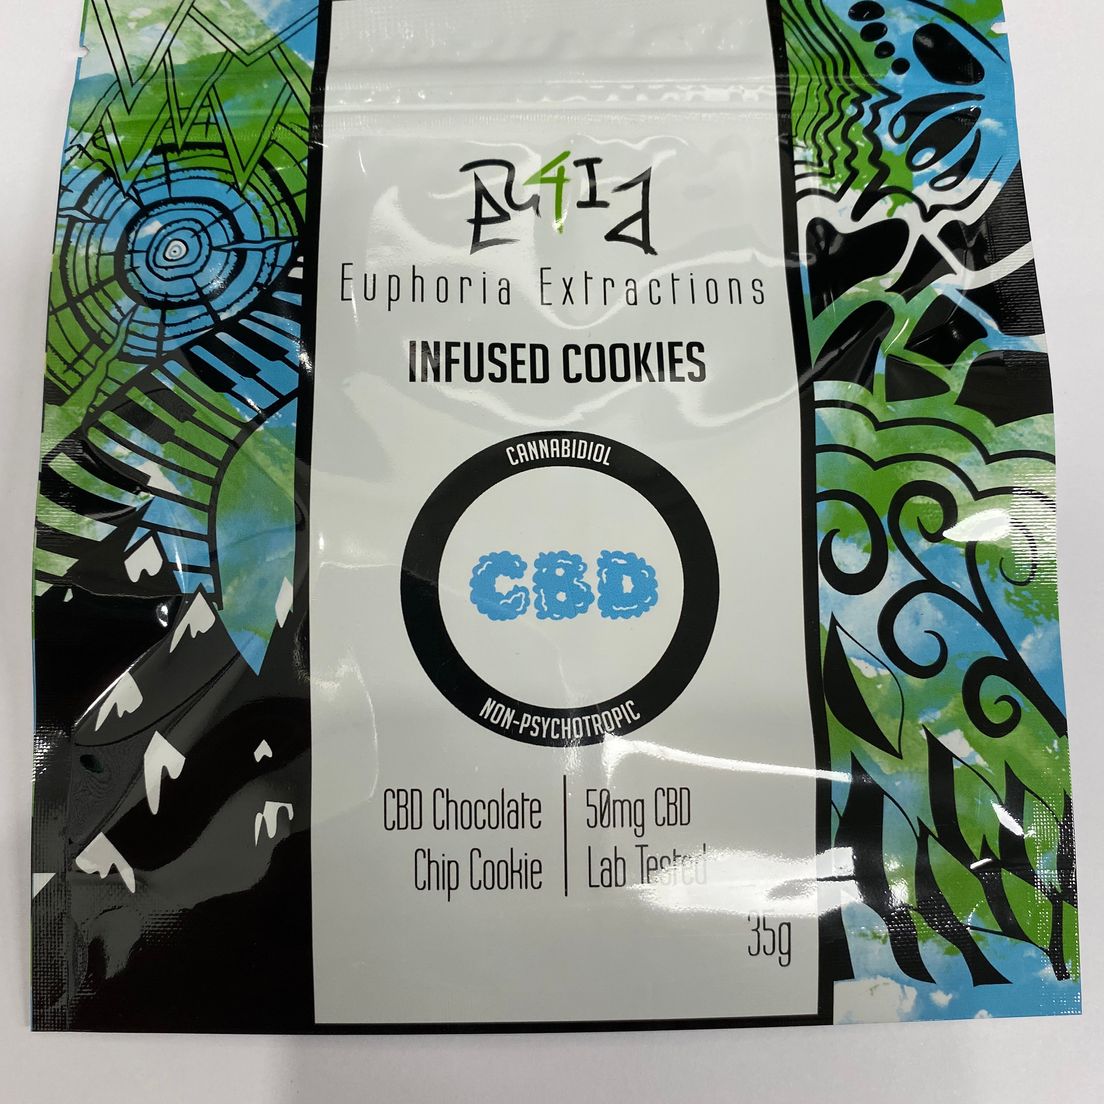 Euphoria Extractions
INFUSED COOKIES
CANNABIDIOL
CBD
NON-PSYCHOTROPIC
CBD Chocolate
Chip Cookie
50mg CBD
Lab Tested
35g